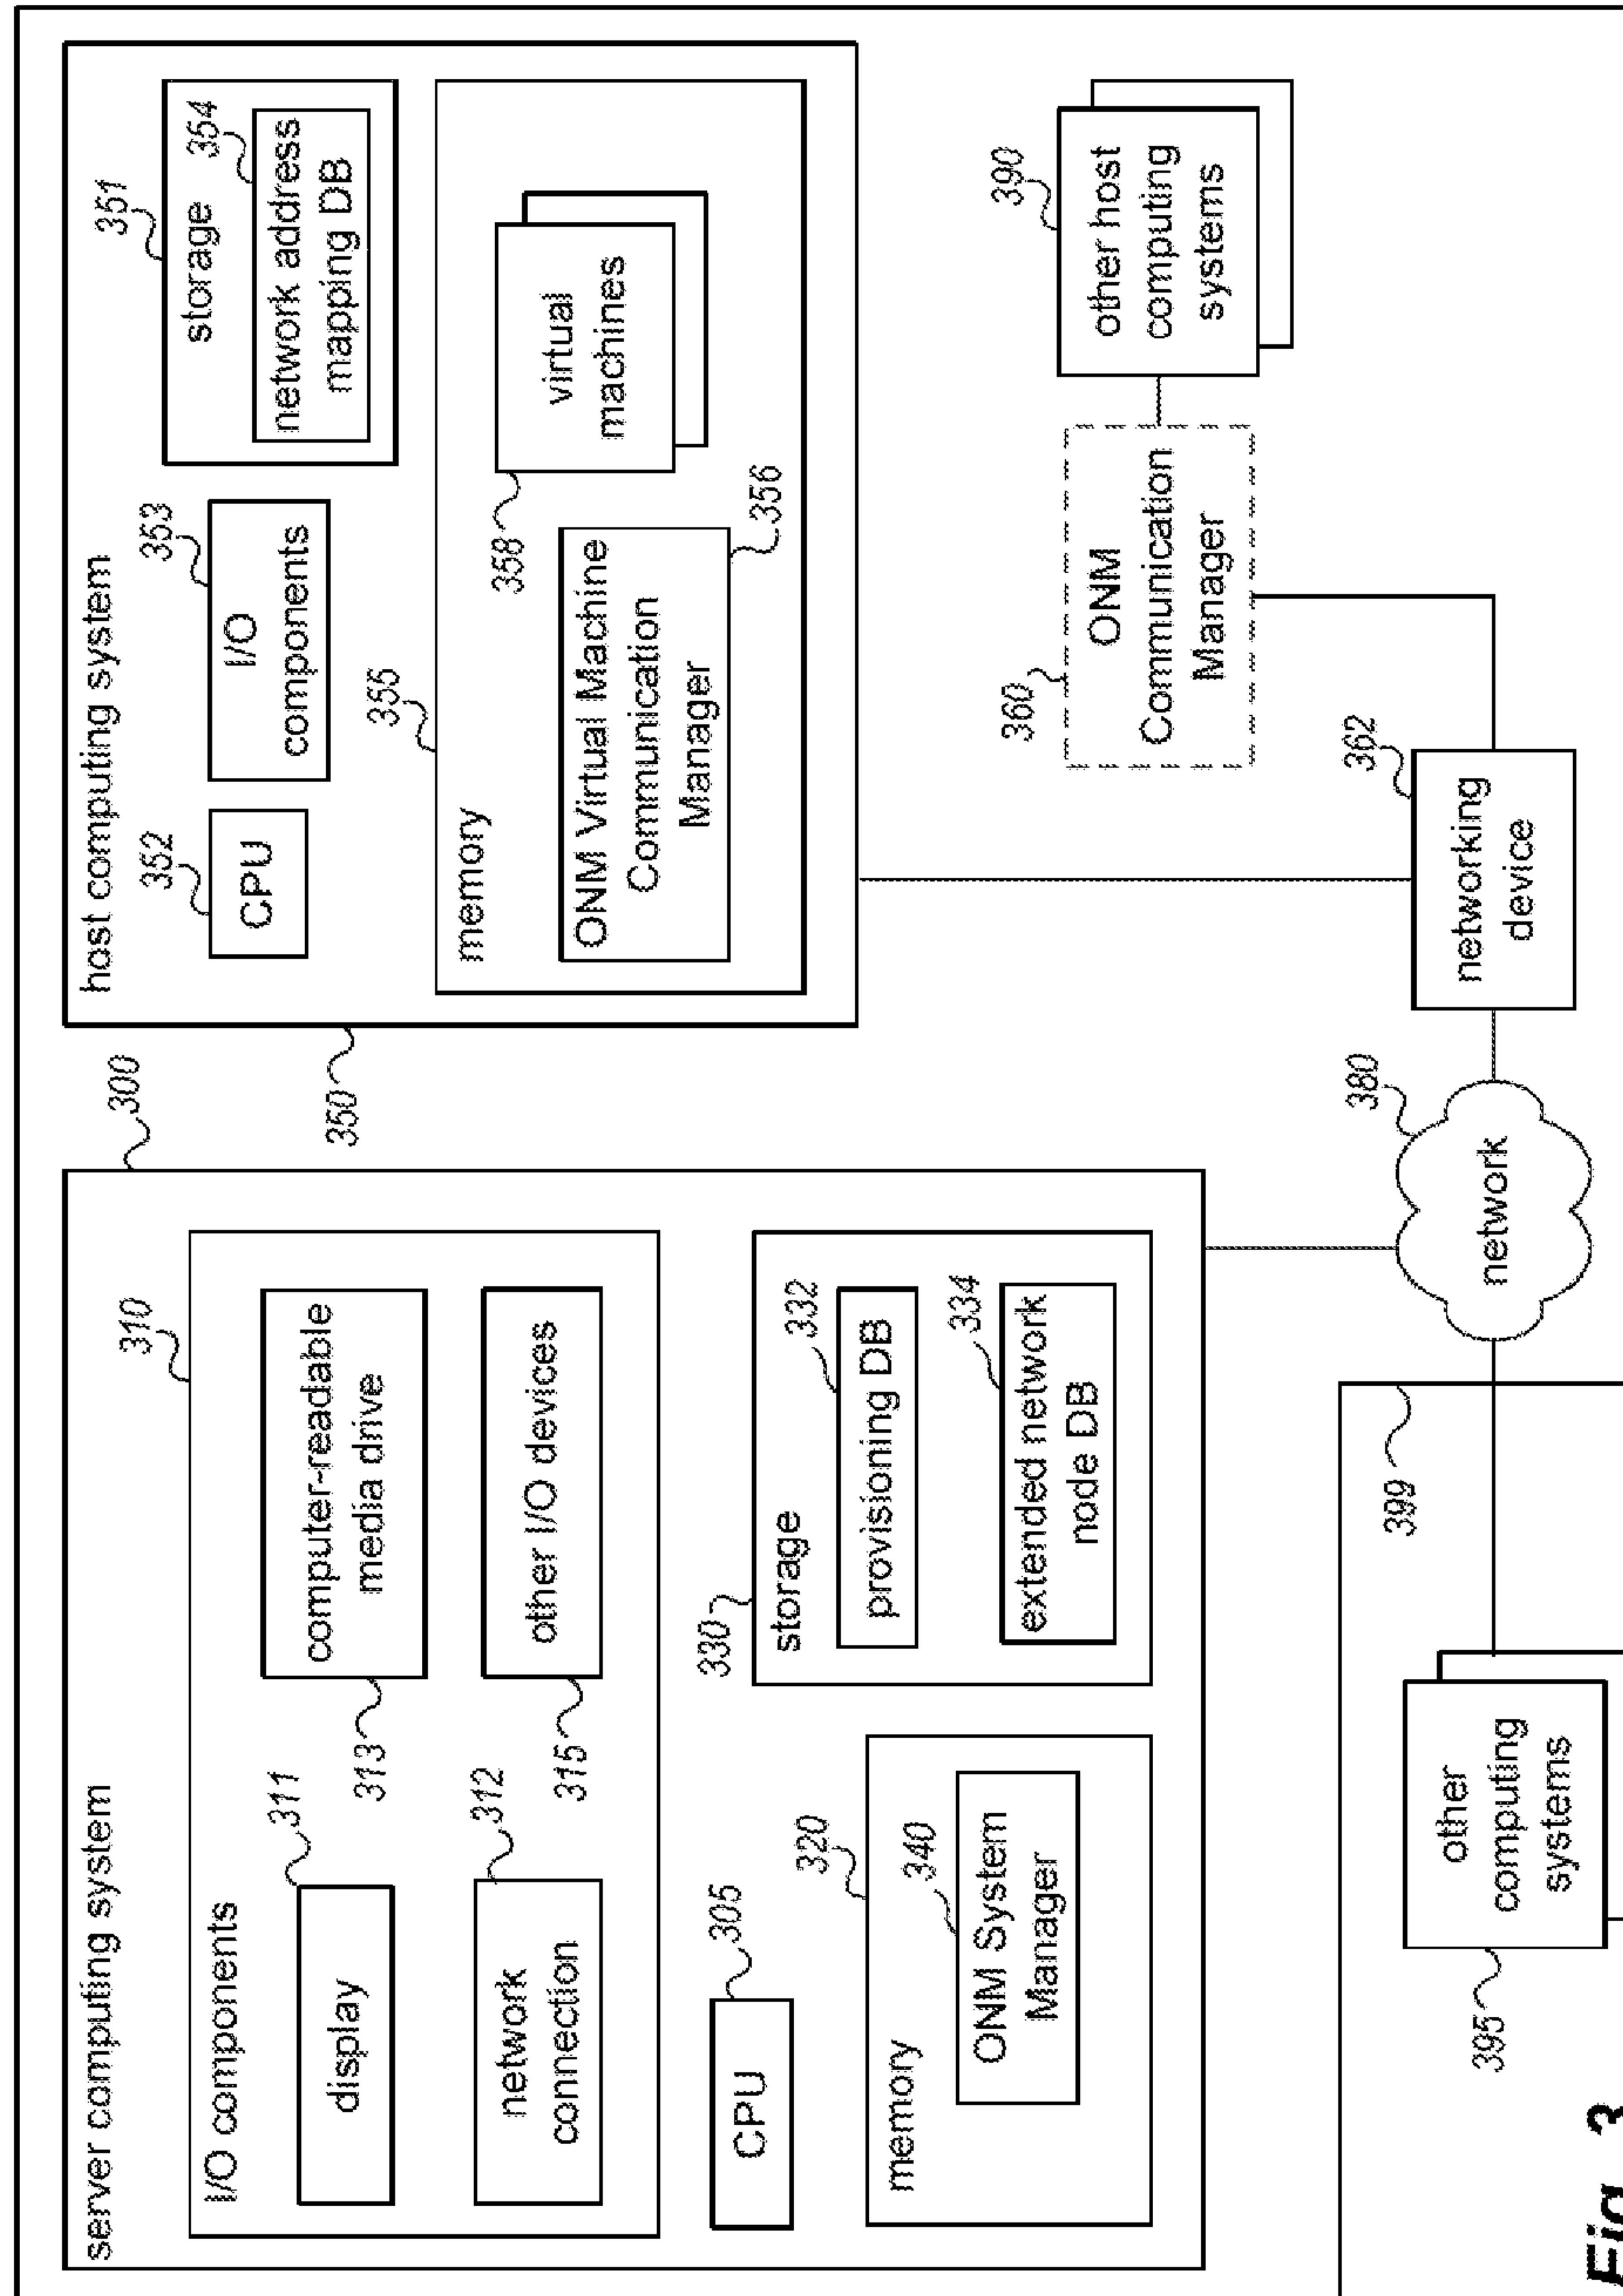 server computing system
300
I/O components
310
display
311
computer-readable
media drive
313
network
connection
312
other I/O devices
315
CPU
305
memory
320
ONM System
Manager
340
storage
330
provisioning DB
332
extended network
node DB
334
host computing system
350
CPU
352
I/O
components
353
storage
351
network address
mapping DB
354
memory
355
ONM Virtual Machine
Communication
Manager
356
virtual
machines
358
ONM
Communication
Manager
360
other host
computing
systems
390
networking
device
362
network
380
399
other
computing
systems
395
Fig. 3